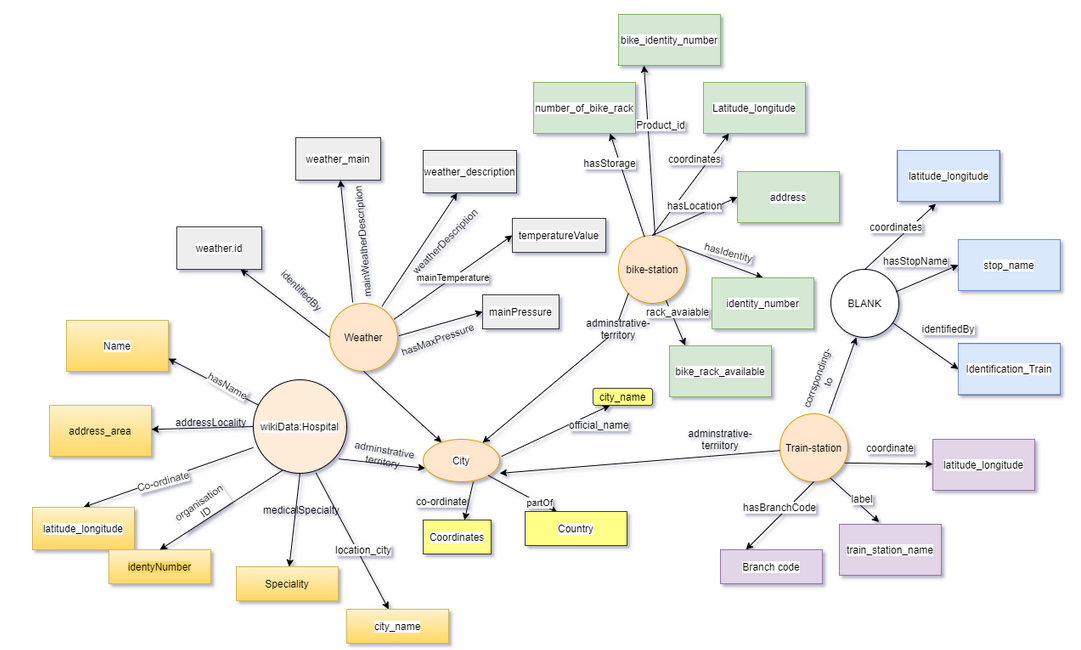 bike_identity_number
number_of_bike_rack
Latitude_longitude
Product_id
weather_main
weather_description
hasStorage
coordinates
latitude_longitude
address
hasLocation
mainWeatherDescription
weatherDescription
coordinates
weather.id
temperatureValue
hasIdentity
hasStopName
stop_name
identifiedBy
mainTemperature
bike-station
identity_number
BLANK
mainPressure
rack_avaiable
Weather
hasMaxPressure
adminstrative-
territory
identifiedBy
Name
bike_rack_available
Identification_Train
corrsponding-
to
hasName
city_name
address_area
addressLocality
wikiData:Hospital
official_name
adminstrative-
terriitory
Train-station
coordinate
adminstrative
territory
City
latitude_longitude
Co-ordinate
organisation
ID
medicalSpecialty
co-ordinate
partOf
hasBranchCode
label
latitude_longitude
Coordinates
Country
location_city
train_station_name
identyNumber
Branch code
Speciality
city_name